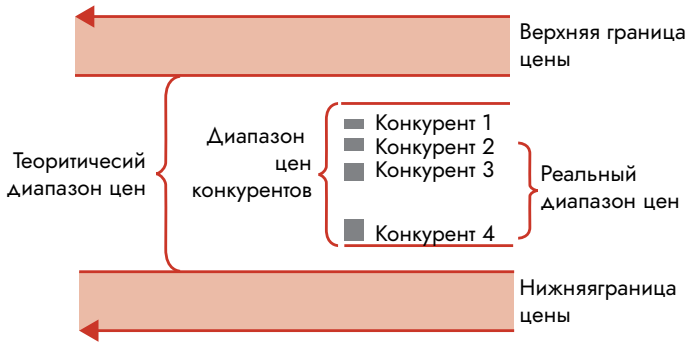 Верхняя граница
цены
Теоритичесий
диапазон цен
Диапазон
цен
конкурентов
Конкурент 1
Конкурент 2
Конкурент 3
Конкурент 4
Реальный
диапазон цен
Нижняяграница
цены